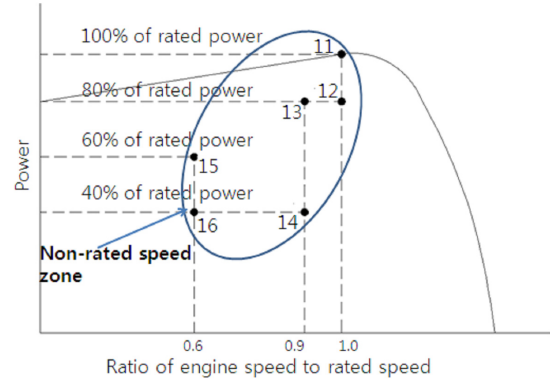 100% of rated power
11
80% of rated power
12
13
60% of rated power
15
40% of rated power
16
14
Non-rated speed
zone
Power
0.6
0.9
1.0
Ratio of engine speed to rated speed